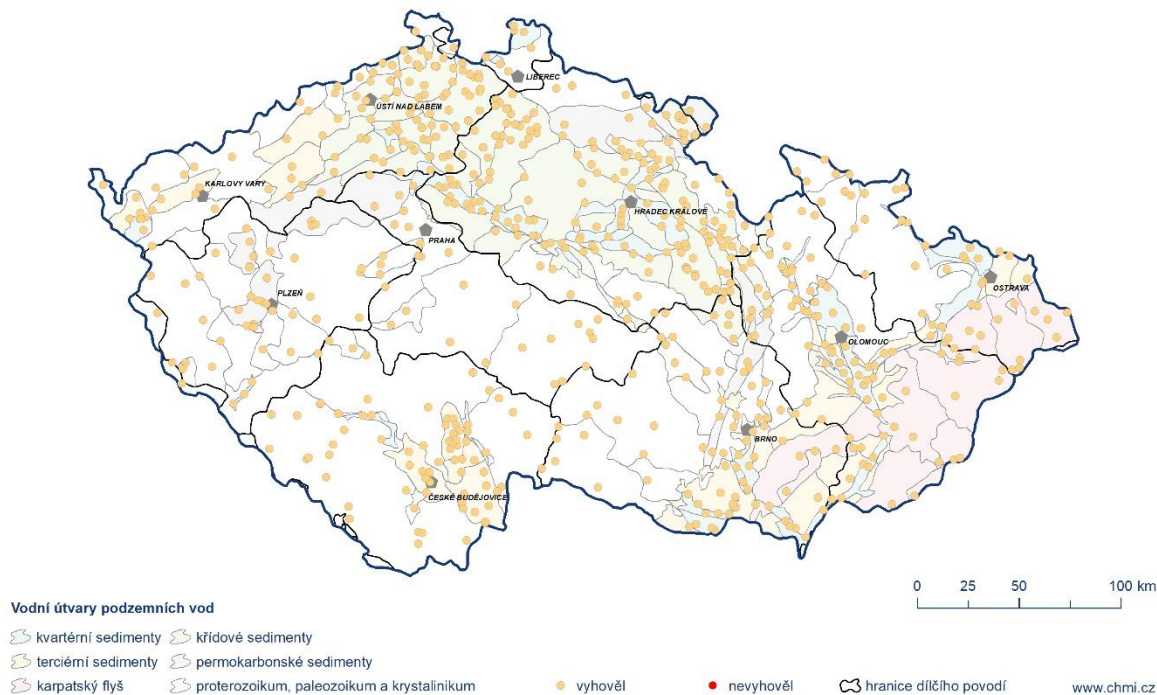 LIBEREC
ÚSTÍ NAD LABEM
KARLOVY VARY
HRADEC KRÁLOVÉ
PRAHA
PLZEŇ
OSTRAVA
OLOMOUC
BRNO
ČESKÉ BUDĚJOVICE
0 25 50 100 km
Vodní útvary podzemních vod
kvartérní sedimenty křídové sedimenty
terciérní sedimenty permokarbonské sedimenty
karpatský flyš proterozoikum, paleozoikum a krystalinikum vyhověl nevyhověl hranice dílčího povodí www.chmi.cz